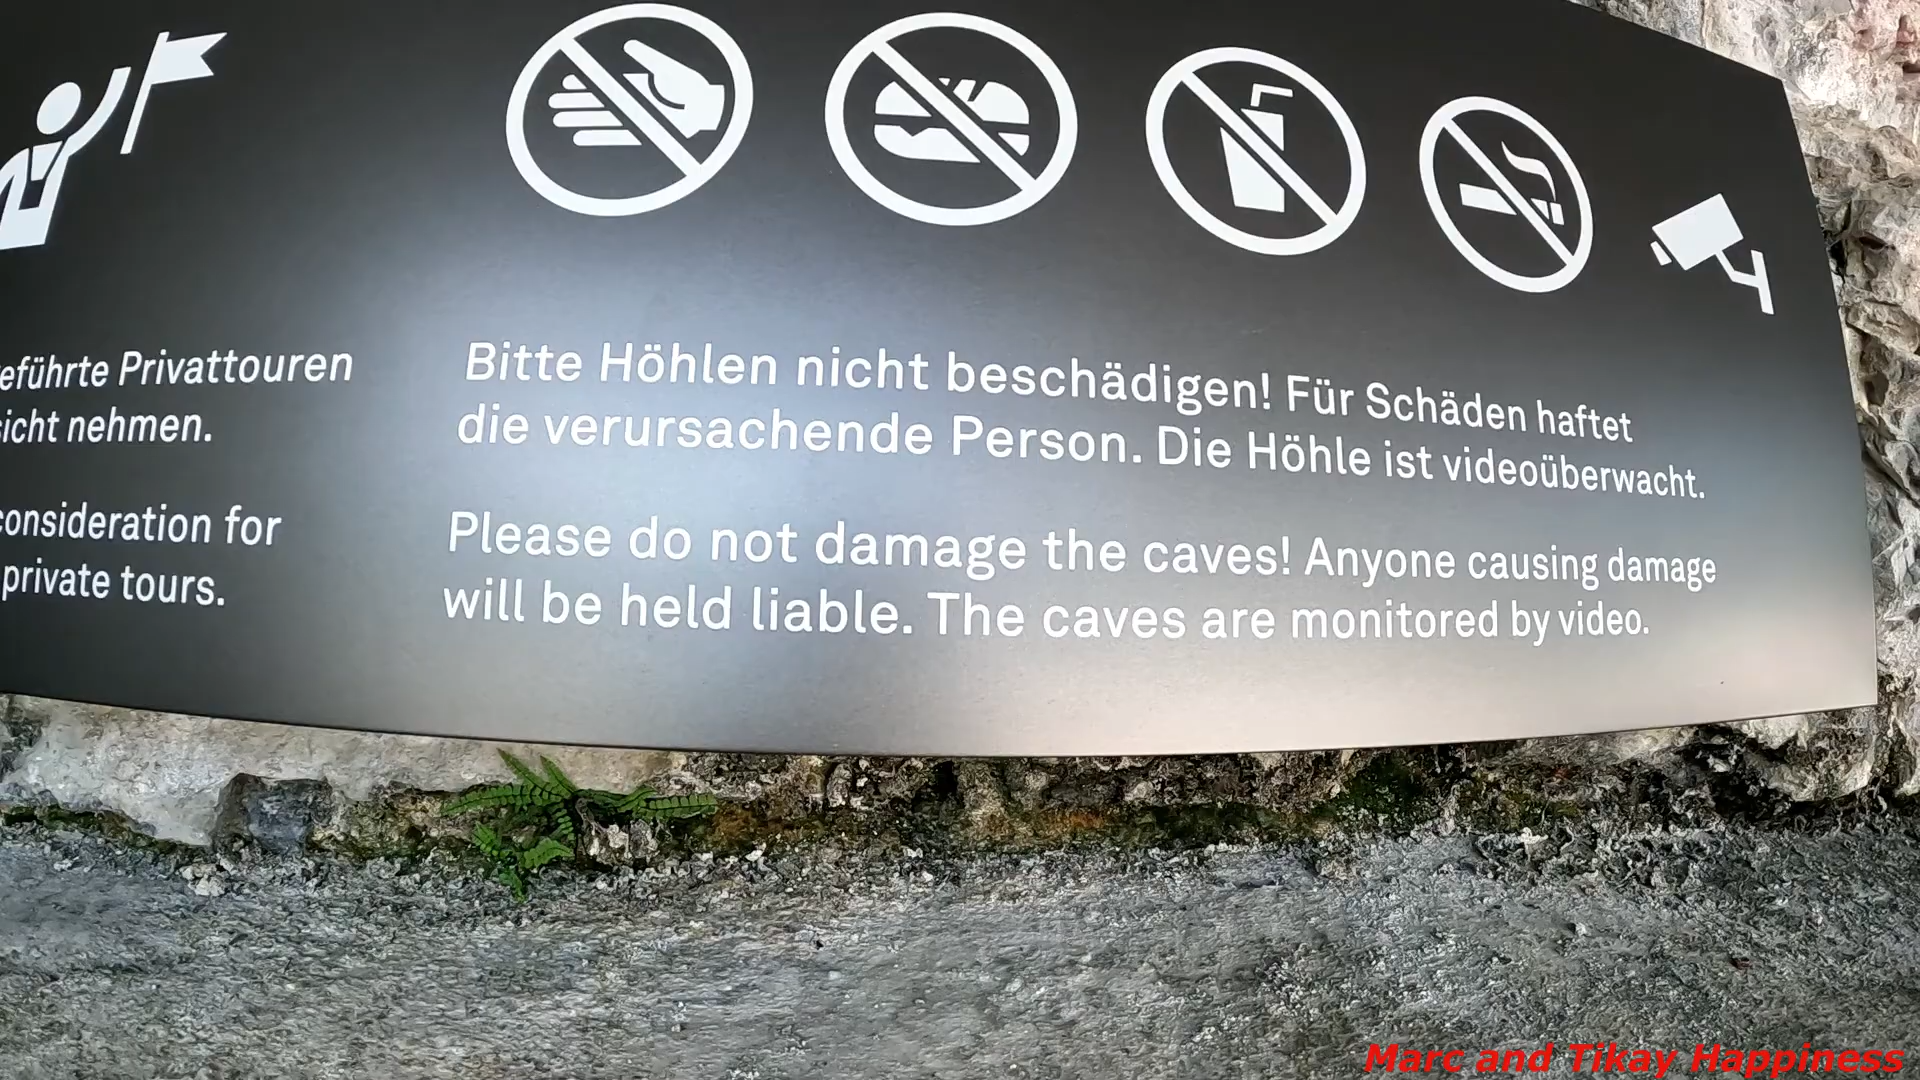 Privattouren
nehmen.
consideration for
private tours.
Bitte Höhlen nicht beschädigen! Für Schäden haftet
die verursachende Person. Die Höhle ist videoüberwacht.
Please do not damage the caves! Anyone causing damage
will be held liable. The caves are monitored by video.
Marc and Tikay Happiness